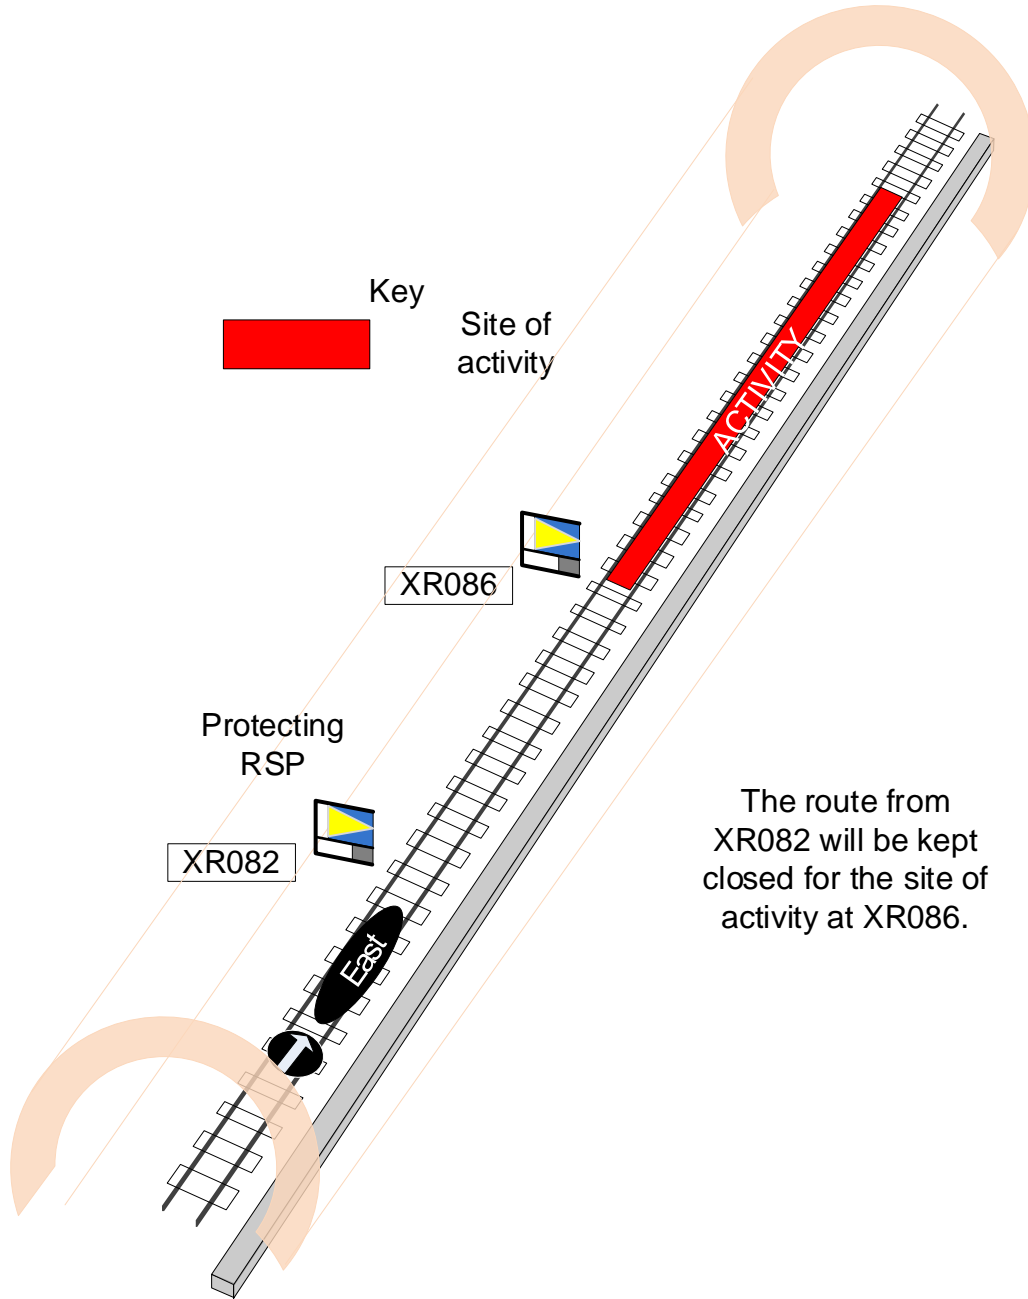 Key
Site of
activity
ACTIVITY
XR086
Protecting
RSP
XR082
The route from
XR082 will be kept
closed for the site of
activity at XR086.
East